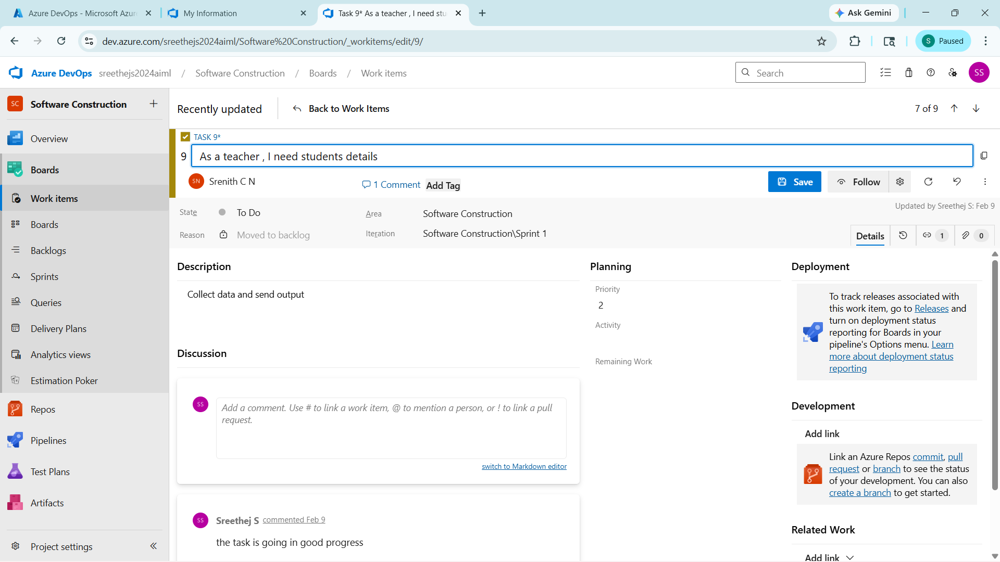 Azure DevOps - Microsoft Azure
My Information
Task 9* As a teacher , I need stu
Ask Gemini
dev.azure.com/sreethejs2024aiml/Software%20Construction/_workitems/edit/9/
S
Paused
Azure DevOps
sreethejs2024aiml / Software Construction / Boards / Work items
Search
SS
SC
Software Construction
Overview
Boards
Work items
Boards
Backlogs
Sprints
Queries
Delivery Plans
Analytics views
Estimation Poker
Repos
Pipelines
Test Plans
Artifacts
Project settings
Recently updated
Back to Work Items
7 of 9
TASK 9*
9
As a teacher , I need students details
SN
Srenith C N
1 Comment
Add Tag
Save
Follow
State
To Do
Area
Software Construction
Updated by Sreethej S: Feb 9
Reason
Moved to backlog
Iteration
Software Construction\Sprint 1
Details
1
0
Description
Collect data and send output
Discussion
SS
Add a comment. Use # to link a work item, @ to mention a person, or ! to link a pull
request.
switch to Markdown editor
SS
Sreethej S commented Feb 9
the task is going in good progress
Planning
Priority
2
Activity
Remaining Work
Deployment
To track releases associated with
this work item, go to Releases and
turn on deployment status
reporting for Boards in your
pipeline's Options menu. Learn
more about deployment status
reporting
Development
Add link
Link an Azure Repos commit, pull
request or branch to see the status
of your development. You can also
create a branch to get started.
Related Work
Add link